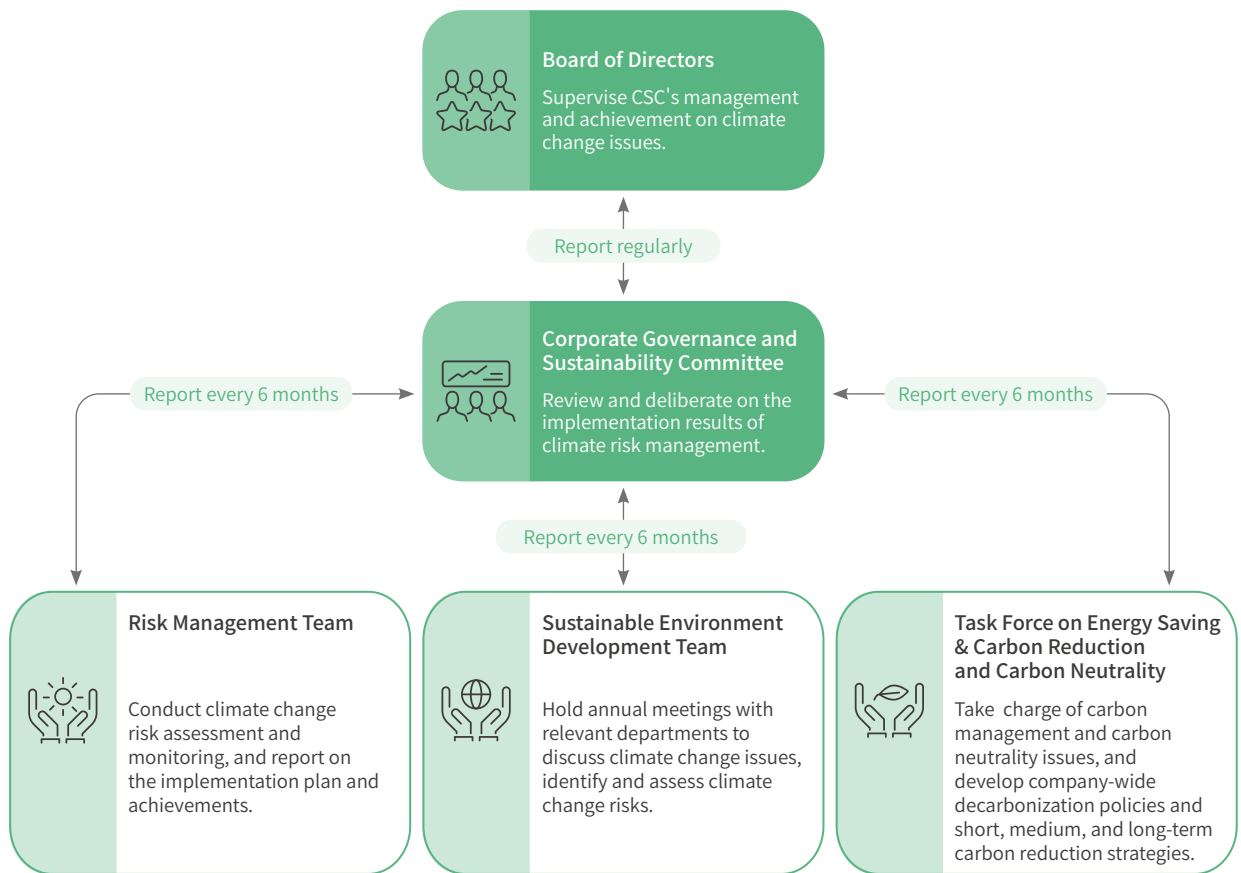 Board of Directors
Supervise CSC's management
and achievement on climate
change issues.
Report regularly
Corporate Governance and
Sustainability Committee
Review and deliberate on the
implementation results of
climate risk management.
Report every 6 months
Report every 6 months
Report every 6 months
Risk Management Team
Conduct climate change
risk assessment and
monitoring, and report on
the implementation plan and
achievements.
Sustainable Environment
Development Team
Hold annual meetings with
relevant departments to
discuss climate change issues,
identify and assess climate
change risks.
Task Force on Energy Saving
& Carbon Reduction
and Carbon Neutrality
Take charge of carbon
management and carbon
neutrality issues, and
develop company-wide
decarbonization policies and
short, medium, and long-term
carbon reduction strategies.